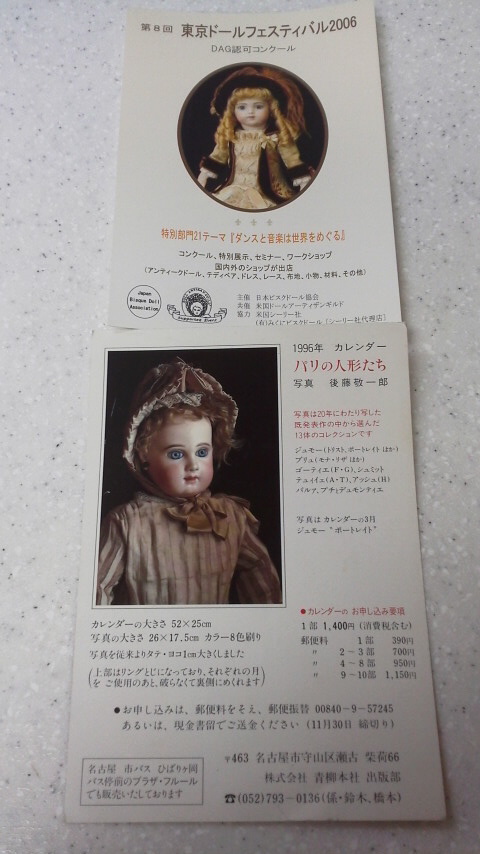 第8回 東京ドールフェスティバル2006
DAG認可コンクール
特別部門21テーマ『ダンスと音楽は世界をめぐる』
コンクール、特別展示、セミナー、ワークショップ
国内外のショップが出店
(アンティークドール、テディベア、ドレス、レース、布地、小物、材料、その他)
Japan
Bisque Doll
Association
主催 日本ビスクドール協会
共催 米国ドールアーティザンギルド
協力 米国シーリー社
(有)みくにビスクドール [シーリー社代理店]
1996年 カレンダー
パリの人形たち
写真 後藤敬一郎
写真は20年にわたり写した
既発表作の中から選んだ
13体のコレクションです
ジュモー(トリスト、ポートレイト ほか)
ブリュ(モナ・リザ ほか)
ゴーティエ(F・G)、シュミット
テュイイエ(A・T)、アッシュ(H)
バルア、プチ&デュモンティエ
写真は カレンダーの3月
ジュモー "ポートレイト"
カレンダーの大きさ 52×25cm
写真の大きさ 26×17.5cm カラー8色刷り
写真を従来よりタテ・ヨコ1cm大きくしました
(上部はリングとじになっており、それぞれの月
を ご使用のあと、破らなくて裏側にめくれます)
●カレンダーの お申し込み要項
1部 1,400円 (消費税含む)
郵便料 1部 390円
〃 2〜3部 700円
〃 4〜8部 950円
〃 9〜10部 1,150円
●お申し込みは、郵便料をそえ、郵便振替 00840-9-57245
あるいは、現金書留でご送金ください (11月30日 締切り)
名古屋 市バス ひばりヶ岡
バス停前のプラザ・フルール
でも販売いたしております
〒463 名古屋市守山区瀬古 柴荷66
株式会社 青柳本社 出版部
☎(052)793-0136(係・鈴木、橋本)